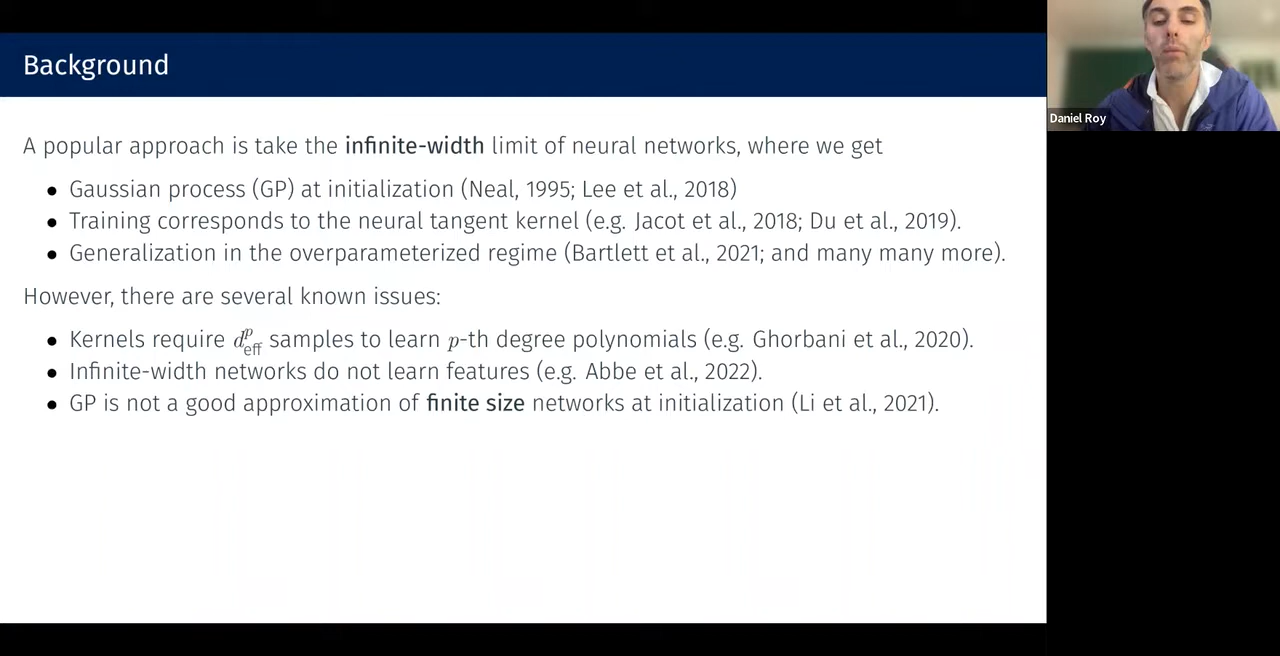 Background
A popular approach is take the infinite-width limit of neural networks, where we get
• Gaussian process (GP) at initialization (Neal, 1995; Lee et al., 2018)
• Training corresponds to the neural tangent kernel (e.g. Jacot et al., 2018; Du et al., 2019).
• Generalization in the overparameterized regime (Bartlett et al., 2021; and many many more).
However, there are several known issues:
• Kernels require d_eff^p samples to learn p-th degree polynomials (e.g. Ghorbani et al., 2020).
• Infinite-width networks do not learn features (e.g. Abbe et al., 2022).
• GP is not a good approximation of finite size networks at initialization (Li et al., 2021).
Daniel Roy